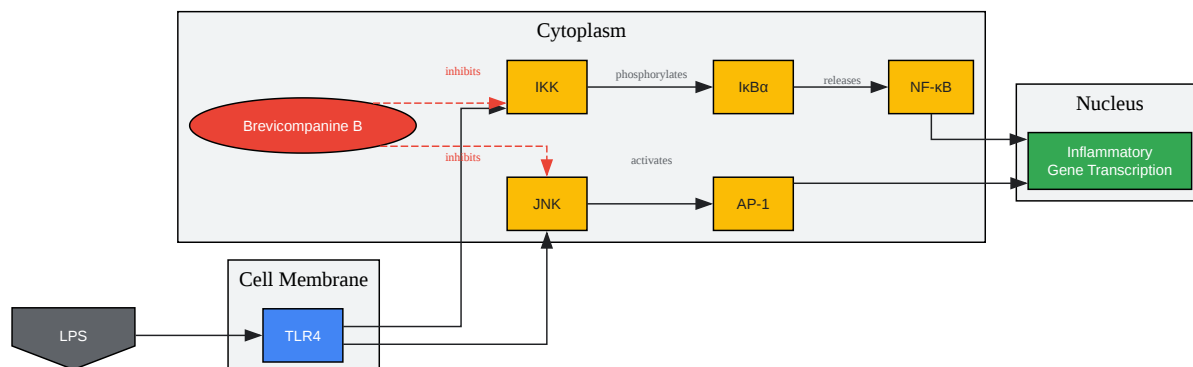 Cytoplasm
inhibits
IKK
phosphorylates
IκBα
releases
NF-κB
Brevicompanine B
inhibits
activates
JNK
AP-1
Nucleus
Inflammatory
Gene Transcription
Cell Membrane
LPS
TLR4